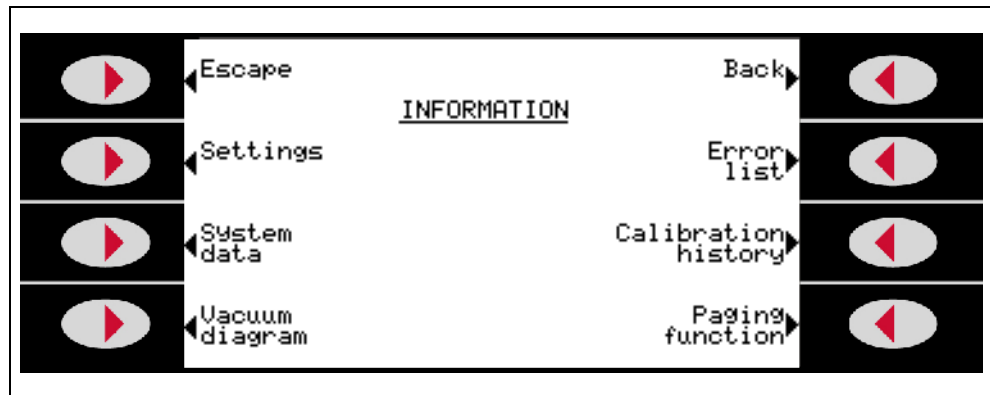 Escape
Back
INFORMATION
Settings
Error
list
System
data
Calibration
history
Vacuum
diagram
Paging
function